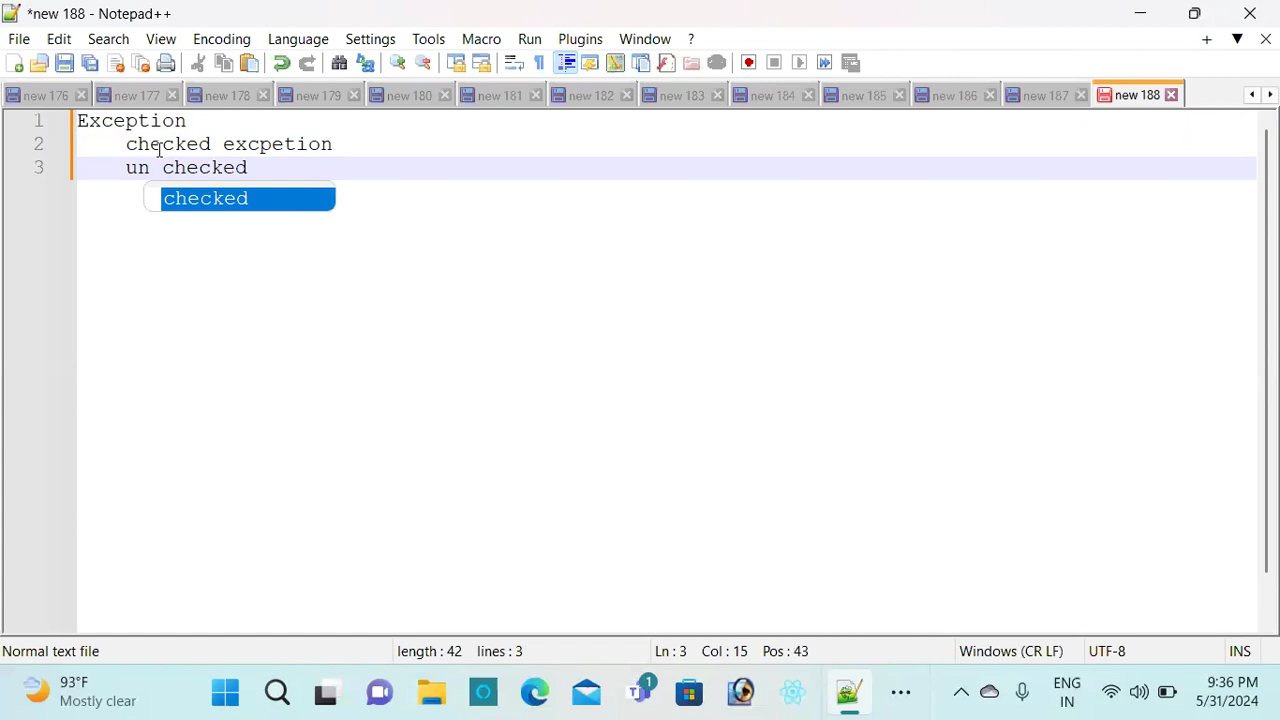 *new 188 - Notepad++
File Edit Search View Encoding Language Settings Tools Macro Run Plugins Window ?
new 176 new 177 new 178 new 179 new 180 new 181 new 182 new 183 new 184 new 185 new 186 new 187 new 188
1 Exception
2 checked excpetion
3 un checked
checked
Normal text file length : 42 lines : 3 Ln : 3 Col : 15 Pos : 43 Windows (CR LF) UTF-8 INS
93°F
Mostly clear
1
ENG
IN
9:36 PM
5/31/2024